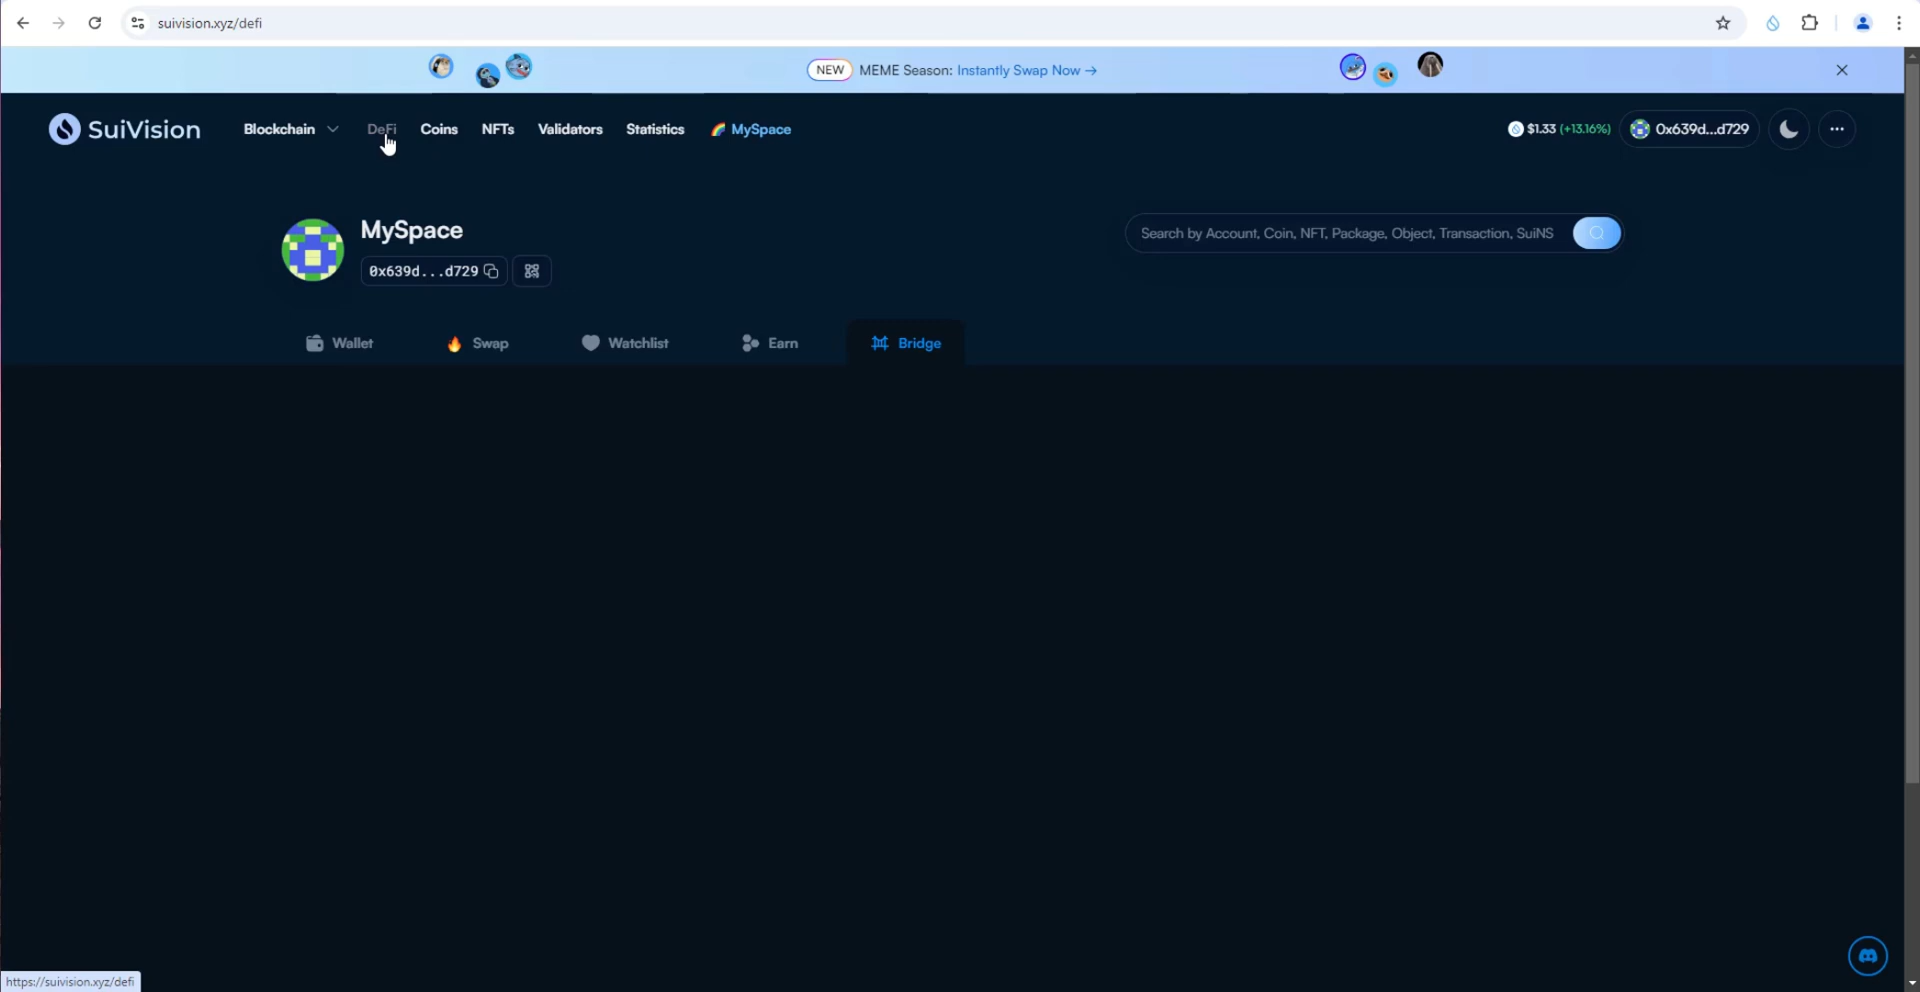 suivision.xyz/defi
NEW MEME Season: Instantly Swap Now →
SuiVision Blockchain DeFi Coins NFTs Validators Statistics MySpace $1.33 (+13.16%) 0x639d...d729
MySpace
Search by Account, Coin, NFT, Package, Object, Transaction, SuiNS
0x639d...d729
Wallet Swap Watchlist Earn Bridge
https://suivision.xyz/defi